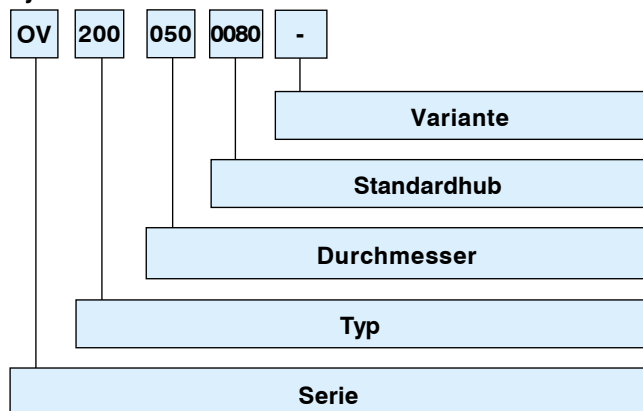 OV 200 050 0080 -
Variante
Standardhub
Durchmesser
Typ
Serie